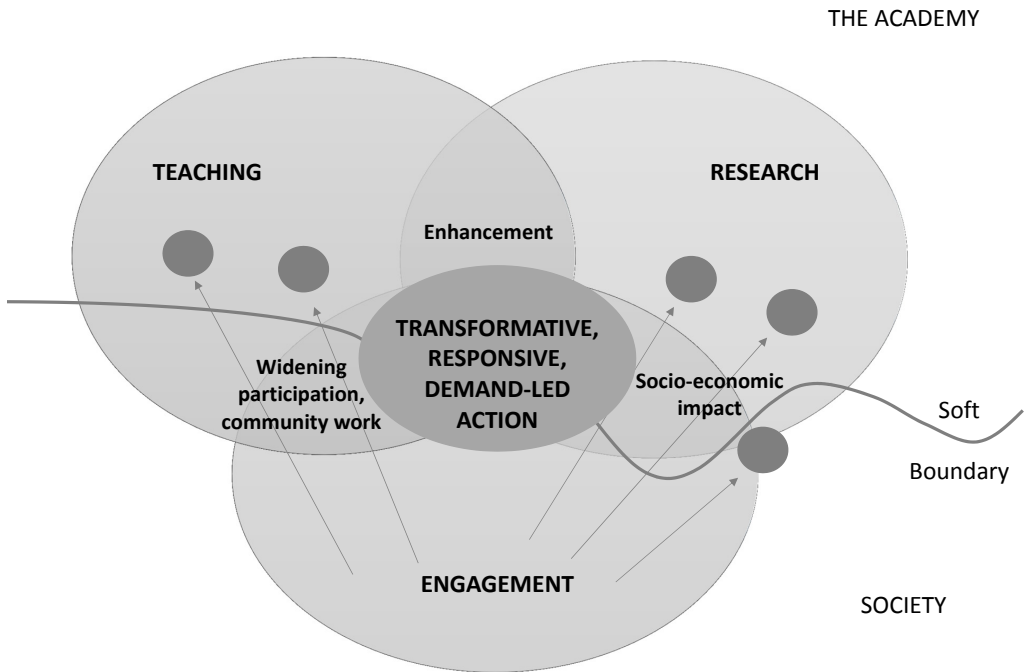 THE ACADEMY
TEACHING
RESEARCH
Enhancement
TRANSFORMATIVE,
RESPONSIVE,
DEMAND-LED
ACTION
Widening
participation,
community work
Socio-economic
impact
Soft
Boundary
ENGAGEMENT
SOCIETY